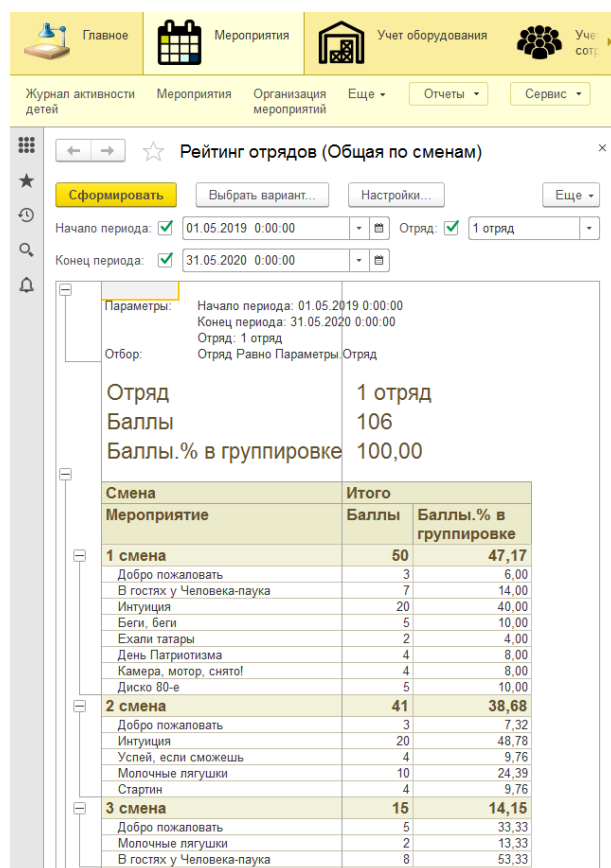 Главное Мероприятия Учет оборудования Уче
сотр
Журнал активности Мероприятия Организация Еще Отчеты Сервис
детей мероприятий
Рейтинг отрядов (Общая по сменам)
Сформировать Выбрать вариант... Настройки... Еще
Начало периода: 01.05.2019 0:00:00 Отряд: 1 отряд
Конец периода: 31.05.2020 0:00:00
Параметры: Начало периода: 01.05.2019 0:00:00
Конец периода: 31.05.2020 0:00:00
Отряд: 1 отряд
Отбор: Отряд Равно Параметры.Отряд
Отряд 1 отряд
Баллы 106
Баллы.% в группировке 100,00
Смена Итого
Мероприятие Баллы Баллы.% в
группировке
1 смена 50 47,17
Добро пожаловать 3 6,00
В гостях у Человека-паука 7 14,00
Интуиция 20 40,00
Беги, беги 5 10,00
Ехали татары 2 4,00
День Патриотизма 4 8,00
Камера, мотор, снято! 4 8,00
Диско 80-е 5 10,00
2 смена 41 38,68
Добро пожаловать 3 7,32
Интуиция 20 48,78
Успей, если сможешь 4 9,76
Молочные лягушки 10 24,39
Стартин 4 9,76
3 смена 15 14,15
Добро пожаловать 5 33,33
Молочные лягушки 2 13,33
В гостях у Человека-паука 8 53,33